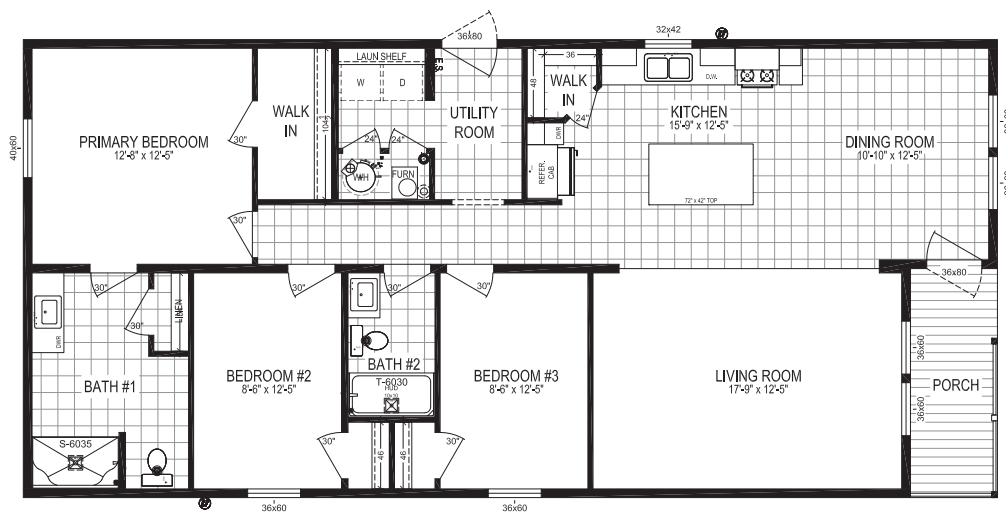 36x80
32x42
LAUN SHELF
E.S
36
48
W
D
D.W.
WALK
IN
WALK
IN
104
UTILITY
ROOM
KITCHEN
15'-9" x 12'-5"
24"
PRIMARY BEDROOM
12'-8" x 12'-5"
30"
24"
24"
DWR
DINING ROOM
10'-10" x 12'-5"
40x60
W/H
FURN
REFER.
CAB
72" x 42" TOP
30"
36x80
30"
30"
30"
30"
30"
LINEN
DWR
36x60
BATH #1
BEDROOM #2
8'-6" x 12'-5"
BATH #2
T-6030
HUD
10x10
BEDROOM #3
8'-6" x 12'-5"
LIVING ROOM
17'-9" x 12'-5"
PORCH
36x60
S-6035
30"
46
46
30"
36x60
36x60